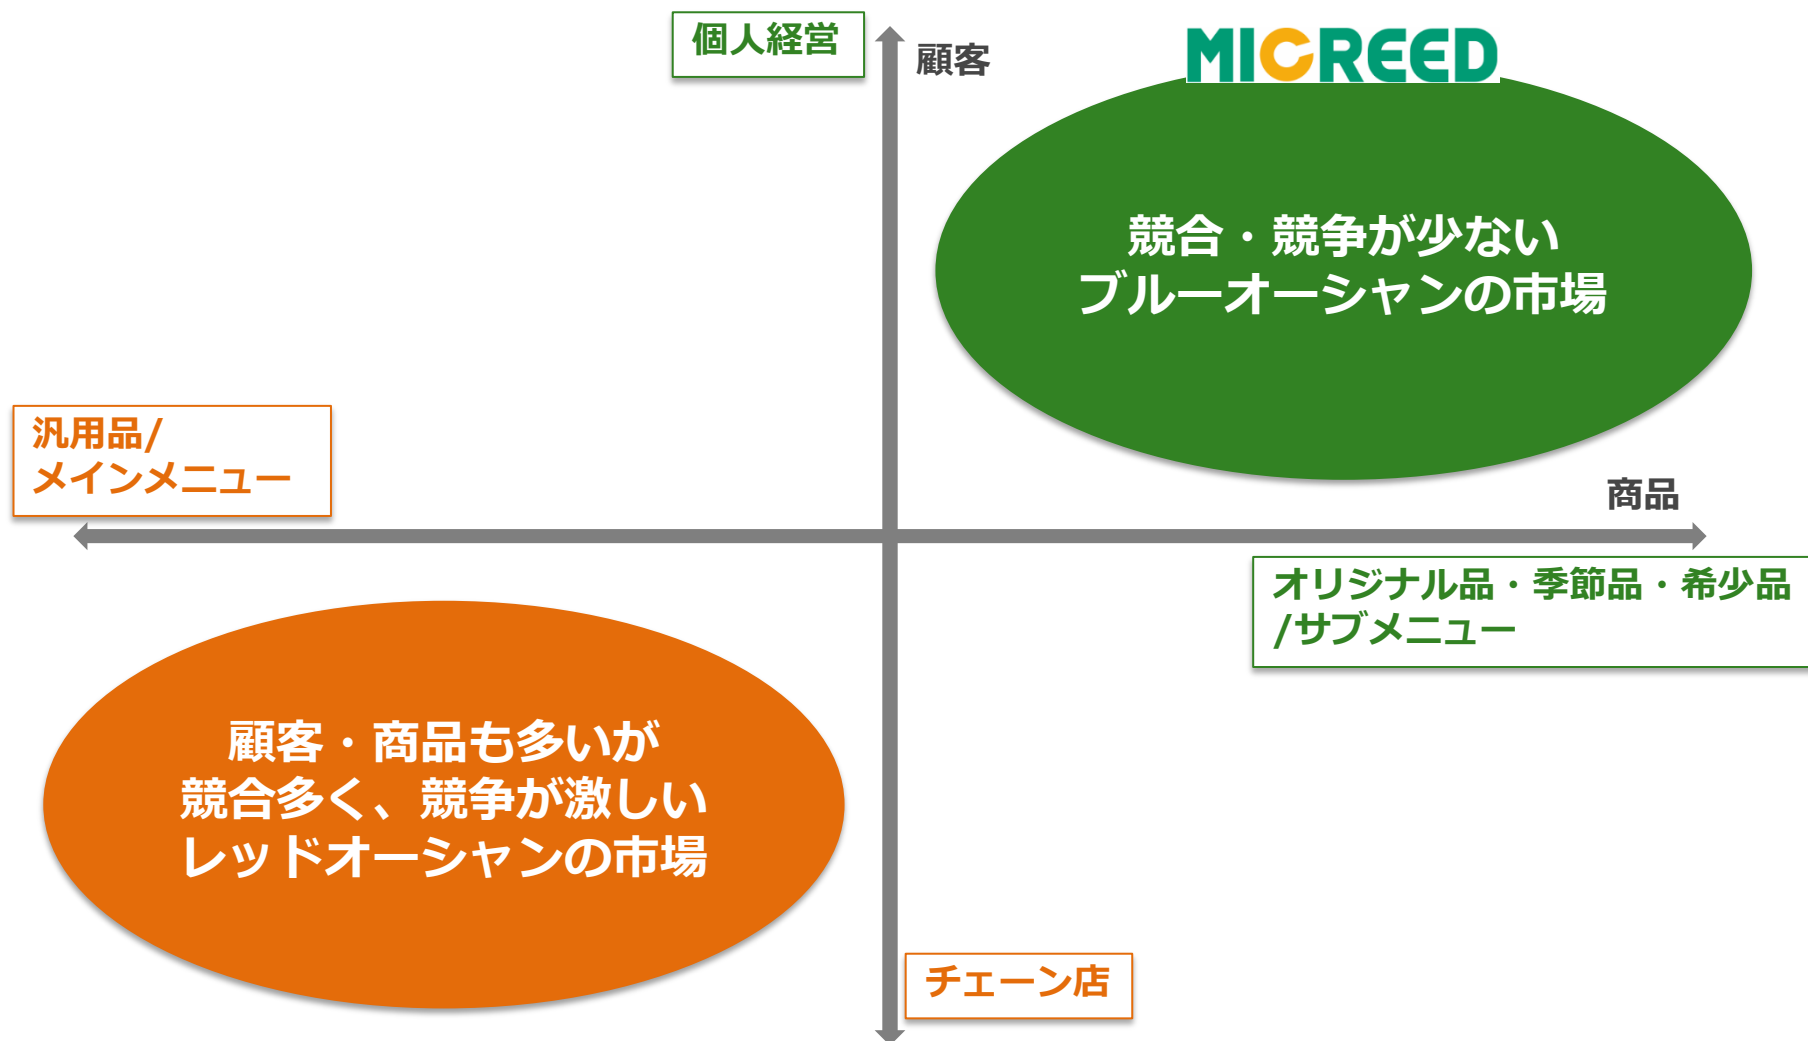 個人経営
顧客
MICREED
競合・競争が少ない
ブルーオーシャンの市場
汎用品/
メインメニュー
商品
オリジナル品・季節品・希少品
/サブメニュー
顧客・商品も多いが
競合多く、競争が激しい
レッドオーシャンの市場
チェーン店